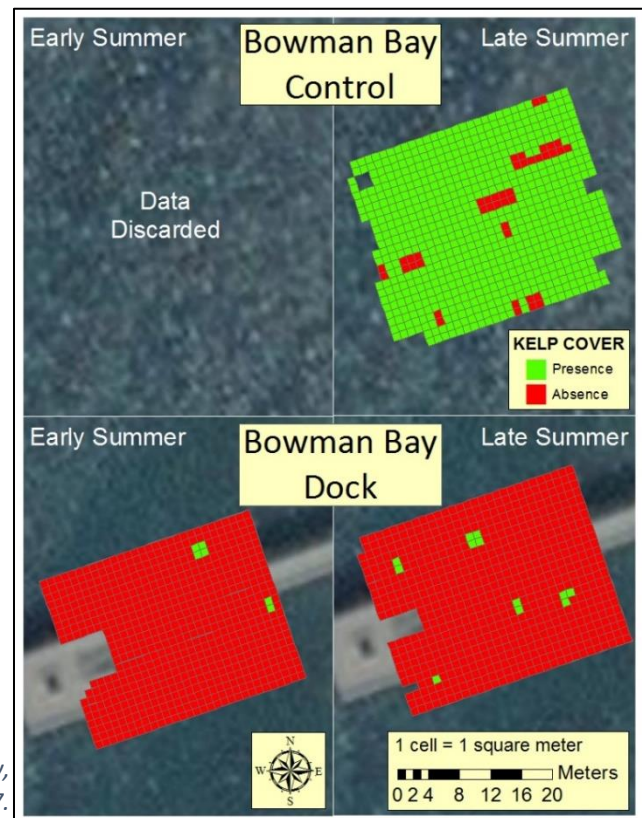 Early Summer
Bowman Bay
Control
Late Summer
Data
Discarded
KELP COVER
Presence
Absence
Early Summer
Bowman Bay
Dock
Late Summer
N
W E
S
1 cell = 1 square meter
Meters
0 2 4 8 12 16 20
7.